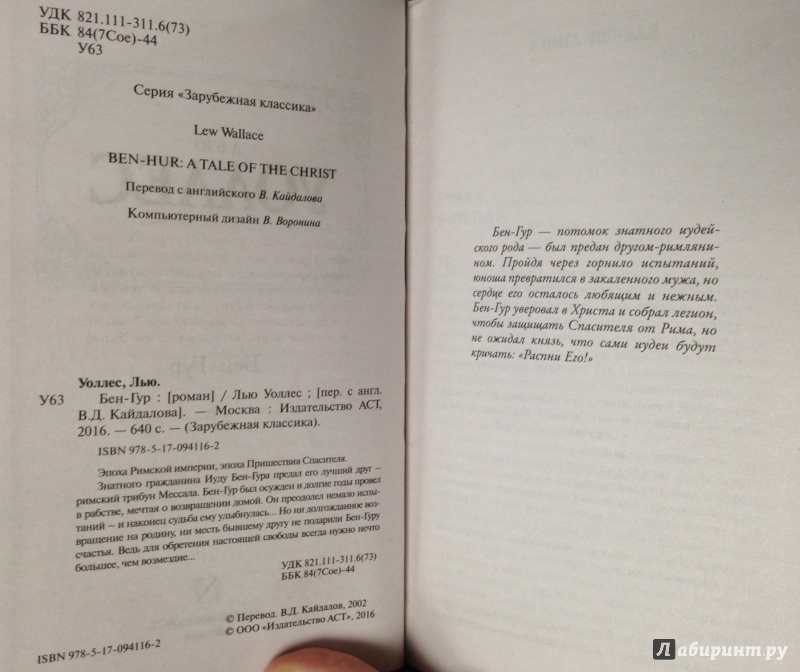 УДК 821.111-311.6(73)
ББК 84(7Сое)-44
У63
Серия «Зарубежная классика»
Lew Wallace
BEN-HUR: A TALE OF THE CHRIST
Перевод с английского В. Кайдалова
Компьютерный дизайн В. Воронина
Уоллес, Лью.
У63 Бен-Гур : [роман] / Лью Уоллес ; [пер. с англ.
В.Д. Кайдалова]. — Москва : Издательство АСТ,
2016. — 640 с. — (Зарубежная классика).
ISBN 978-5-17-094116-2
Эпоха Римской империи, эпоха Пришествия Спасителя.
Знатного гражданина Иуду Бен-Гура предал его лучший друг –
римский трибун Мессала. Бен-Гур был осужден и долгие годы провел
в рабстве, мечтая о возвращении домой. Он преодолел немало испы-
таний – и наконец судьба ему улыбнулась... Но ни долгожданное воз-
вращение на родину, ни месть бывшему другу не подарили Бен-Гуру
счастья. Ведь для обретения настоящей свободы всегда нужно нечто
большее, чем возмездие...
УДК 821.111-311.6(73)
ББК 84(7Сое)-44
© Перевод. В.Д. Кайдалов, 2002
© ООО «Издательство АСТ», 2016
ISBN 978-5-17-094116-2
Бен-Гур — потомок знатного иудей-
ского рода — был предан другом-римляни-
ном. Пройдя через горнило испытаний,
юноша превратился в закаленного мужа, но
сердце его осталось любящим и нежным.
Бен-Гур уверовал в Христа и собрал легион,
чтобы защищать Спасителя от Рима, но
не ожидал князь, что сами иудеи будут
кричать: «Распни Его!»
Лабиринт.ру